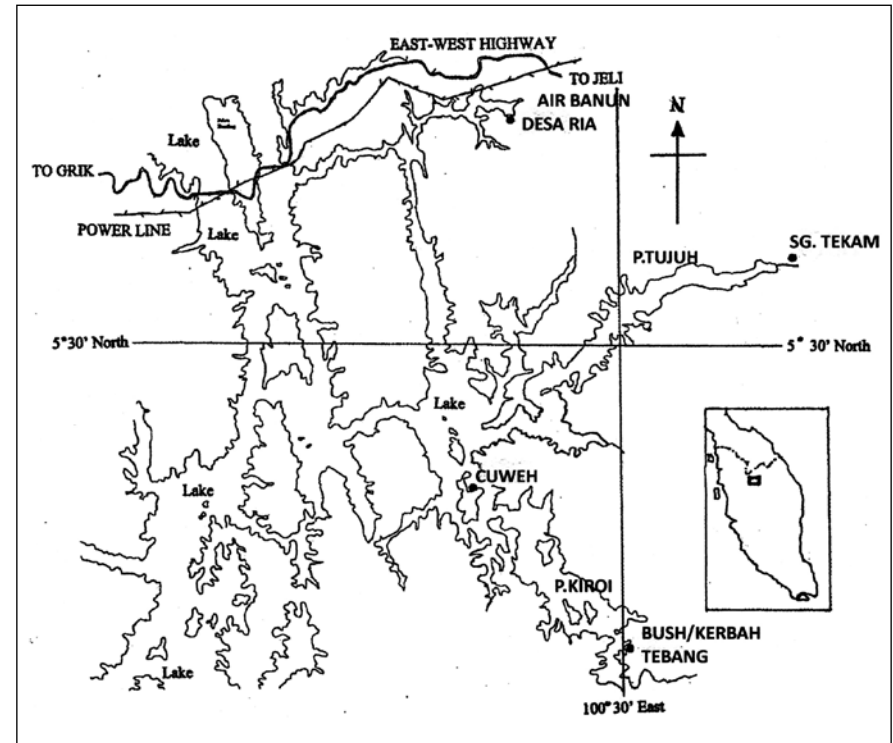 EAST-WEST HIGHWAY
TO JELI
AIR BANUN
DESA RIA
N
Lake
TO GRIK
POWER LINE
Lake
P.TUJUH
SG. TEKAM
5°30' North
5° 30' North
Lake
CUWEH
Lake
P.KIROI
BUSH/KERBAH
TEBANG
Lake
100°30' East